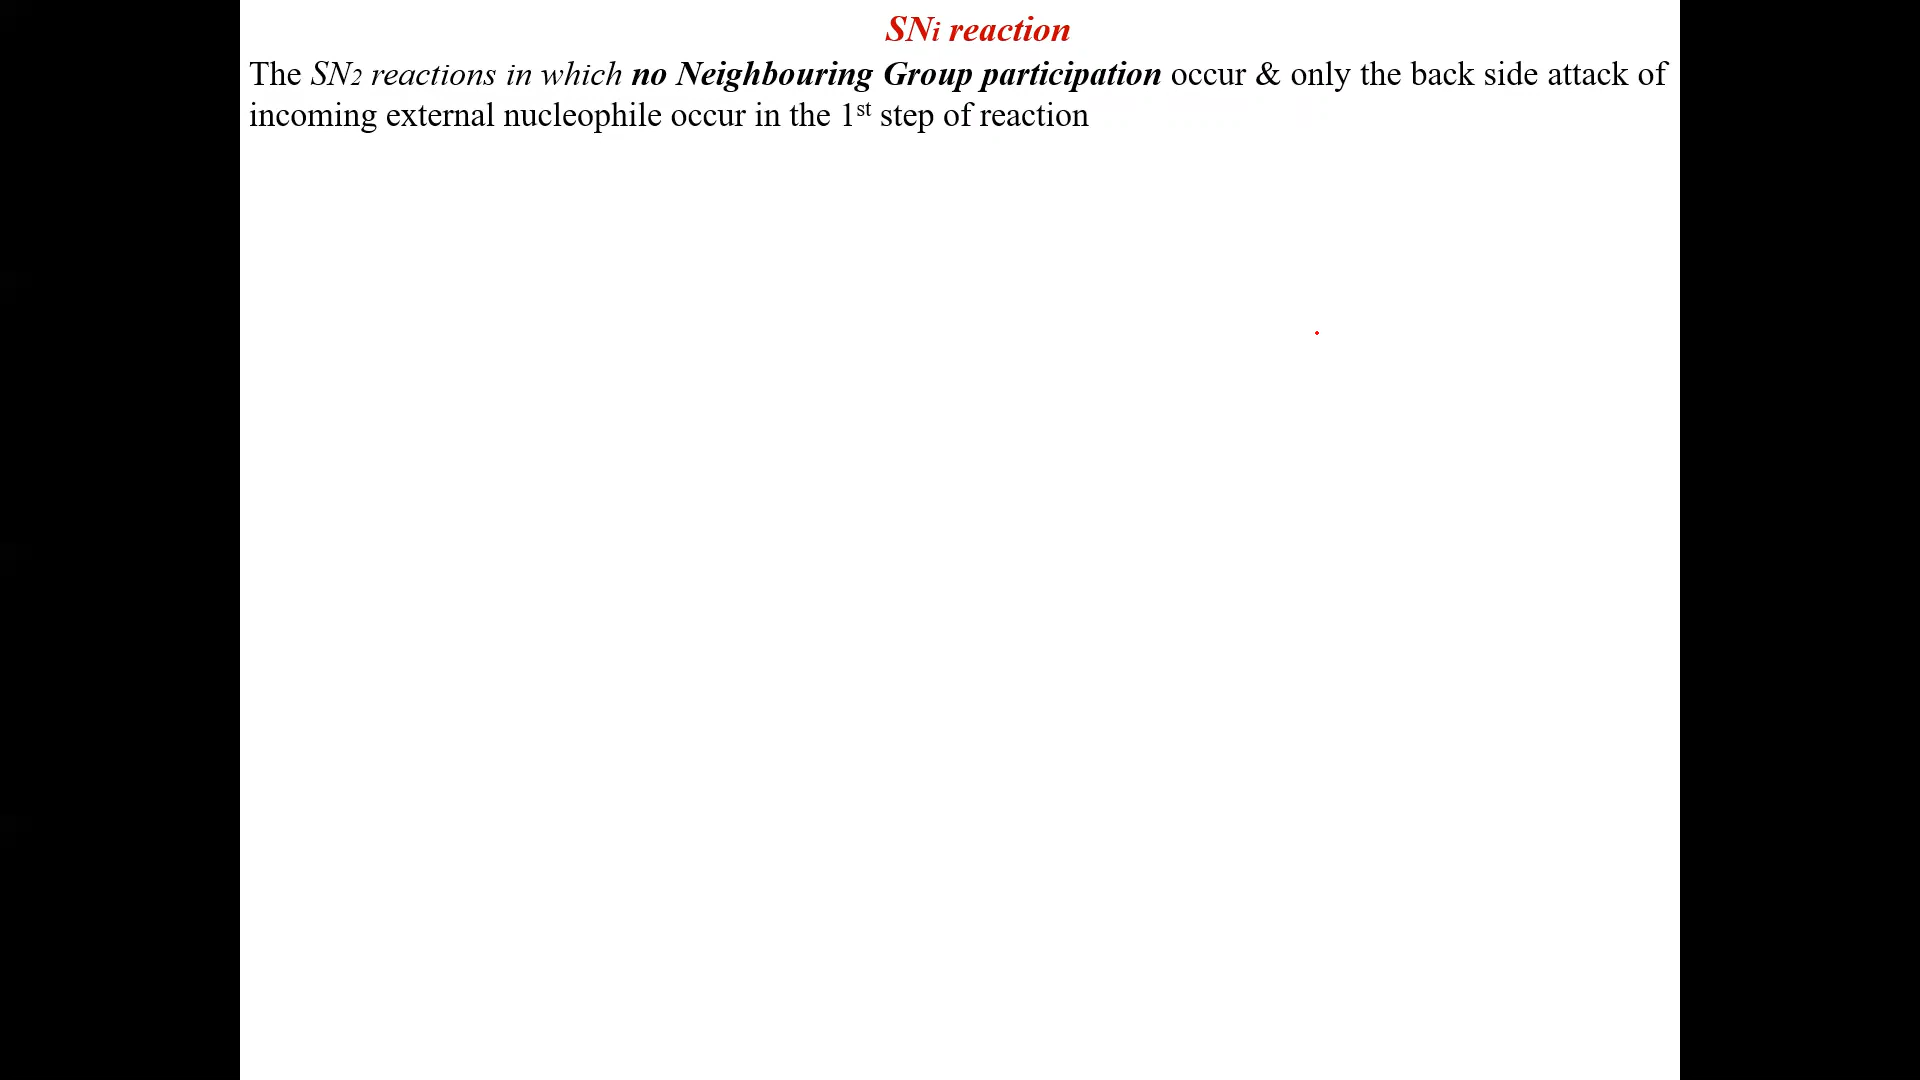 SNi reaction
The SN2 reactions in which no Neighbouring Group participation occur & only the back side attack of
incoming external nucleophile occur in the 1st step of reaction